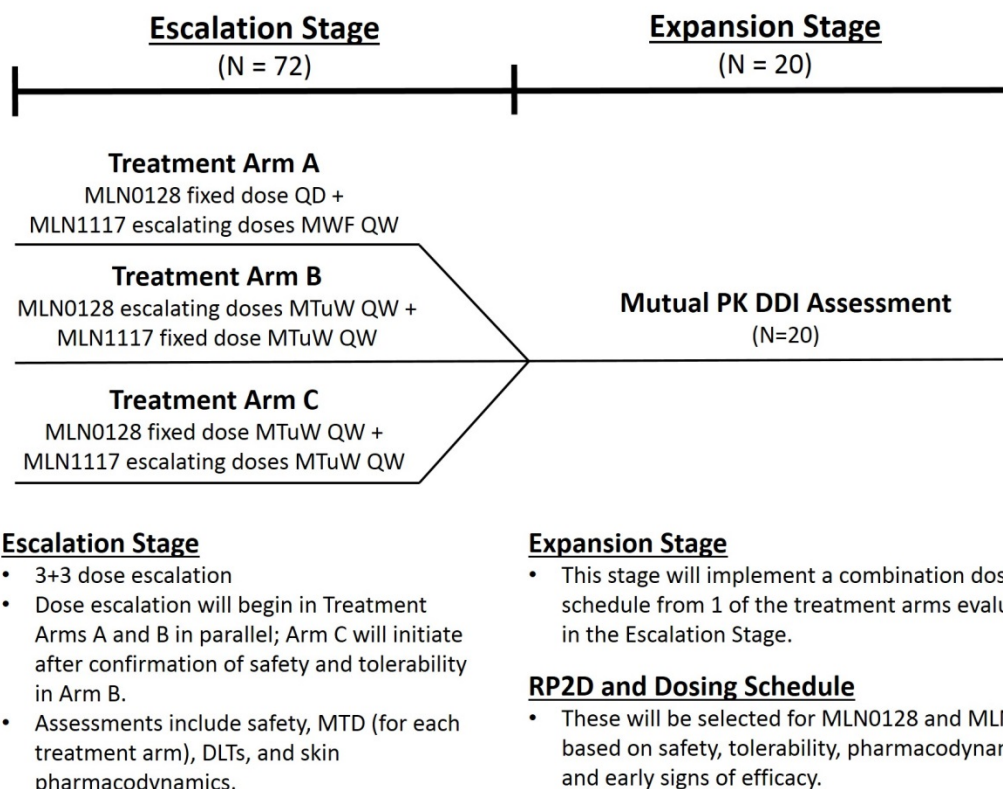 Escalation Stage
(N = 72)
Expansion Stage
(N = 20)
Treatment Arm A
MLN0128 fixed dose QD +
MLN1117 escalating doses MWF QW
Treatment Arm B
MLN0128 escalating doses MTuW QW +
MLN1117 fixed dose MTuW QW
Treatment Arm C
MLN0128 fixed dose MTuW QW +
MLN1117 escalating doses MTuW QW
Mutual PK DDI Assessment
(N=20)
Escalation Stage
• 3+3 dose escalation
• Dose escalation will begin in Treatment
Arms A and B in parallel; Arm C will initiate
after confirmation of safety and tolerability
in Arm B.
• Assessments include safety, MTD (for each
treatment arm), DLTs, and skin
pharmacodynamics.
Expansion Stage
• This stage will implement a combination dos
schedule from 1 of the treatment arms evalu
in the Escalation Stage.
RP2D and Dosing Schedule
• These will be selected for MLN0128 and MLN
based on safety, tolerability, pharmacodynam
and early signs of efficacy.